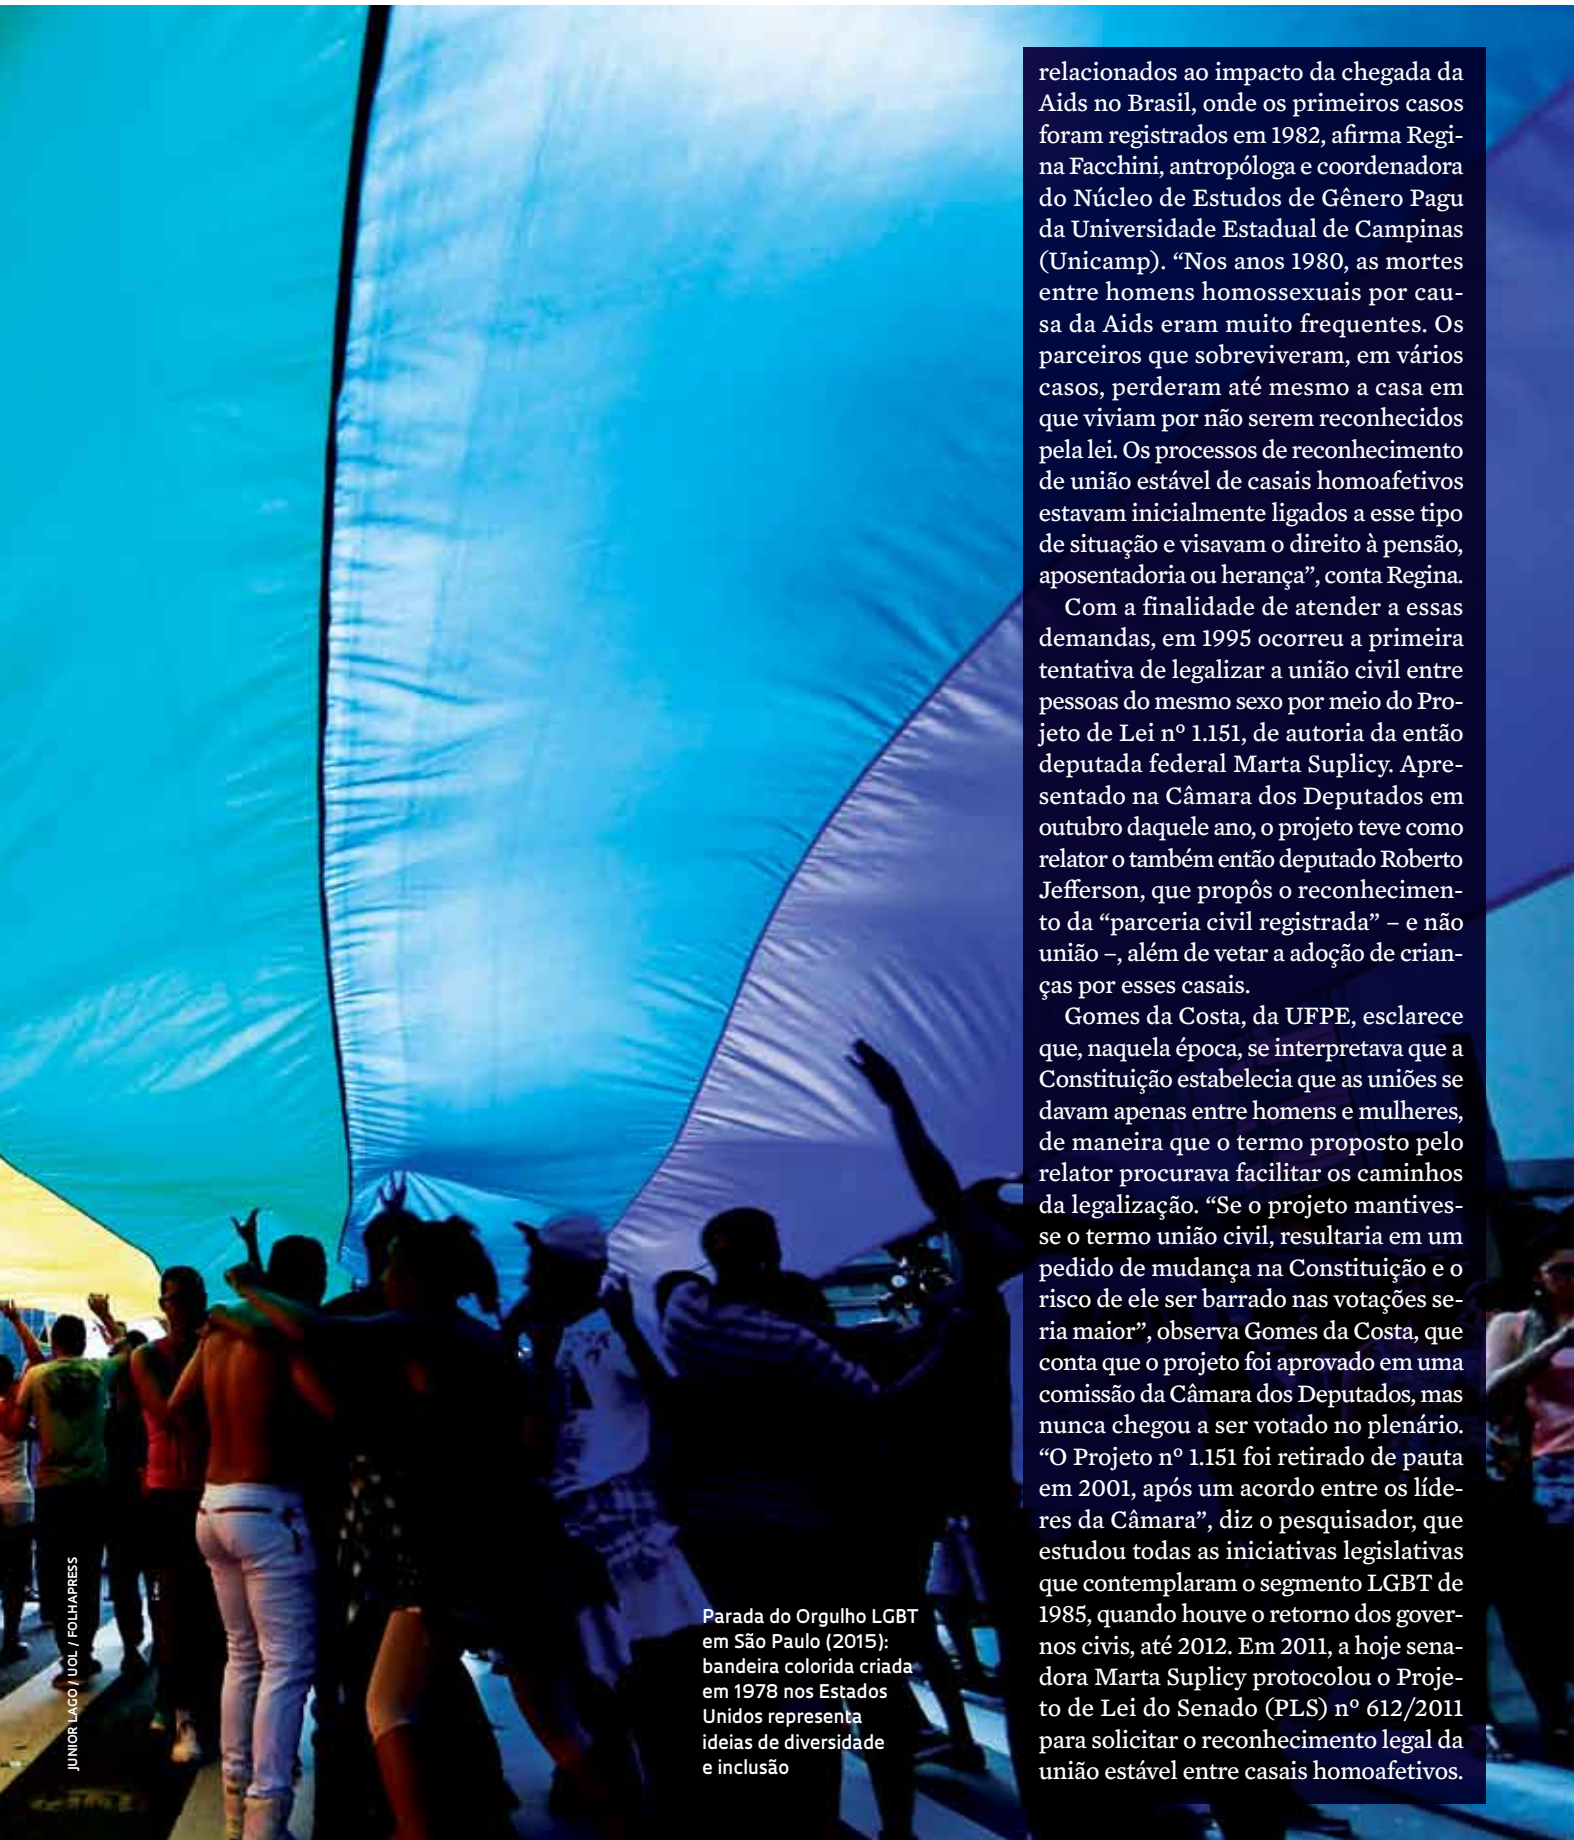 relacionados ao impacto da chegada da
Aids no Brasil, onde os primeiros casos
foram registrados em 1982, afirma Regi-
na Facchini, antropóloga e coordenadora
do Núcleo de Estudos de Gênero Pagu
da Universidade Estadual de Campinas
(Unicamp). “Nos anos 1980, as mortes
entre homens homossexuais por cau-
sa da Aids eram muito frequentes. Os
parceiros que sobreviveram, em vários
casos, perderam até mesmo a casa em
que viviam por não serem reconhecidos
pela lei. Os processos de reconhecimento
de união estável de casais homoafetivos
estavam inicialmente ligados a esse tipo
de situação e visavam o direito à pensão,
aposentadoria ou herança”, conta Regina.
Com a finalidade de atender a essas
demandas, em 1995 ocorreu a primeira
tentativa de legalizar a união civil entre
pessoas do mesmo sexo por meio do Pro-
jeto de Lei nº 1.151, de autoria da então
deputada federal Marta Suplicy. Apre-
sentado na Câmara dos Deputados em
outubro daquele ano, o projeto teve como
relator o também então deputado Roberto
Jefferson, que propôs o reconhecimen-
to da “parceria civil registrada” – e não
união –, além de vetar a adoção de crian-
ças por esses casais.
Gomes da Costa, da UFPE, esclarece
que, naquela época, se interpretava que a
Constituição estabelecia que as uniões se
davam apenas entre homens e mulheres,
de maneira que o termo proposto pelo
relator procurava facilitar os caminhos
da legalização. “Se o projeto mantives-
se o termo união civil, resultaria em um
pedido de mudança na Constituição e o
risco de ele ser barrado nas votações se-
ria maior”, observa Gomes da Costa, que
conta que o projeto foi aprovado em uma
comissão da Câmara dos Deputados, mas
nunca chegou a ser votado no plenário.
“O Projeto nº 1.151 foi retirado de pauta
em 2001, após um acordo entre os líde-
res da Câmara”, diz o pesquisador, que
estudou todas as iniciativas legislativas
que contemplaram o segmento LGBT de
1985, quando houve o retorno dos gover-
nos civis, até 2012. Em 2011, a hoje sena-
dora Marta Suplicy protocolou o Proje-
to de Lei do Senado (PLS) nº 612/2011
para solicitar o reconhecimento legal da
união estável entre casais homoafetivos.
Parada do Orgulho LGBT
em São Paulo (2015):
bandeira colorida criada
em 1978 nos Estados
Unidos representa
ideias de diversidade
e inclusão
JUNIOR LAGO / UOL / FOLHAPRESS